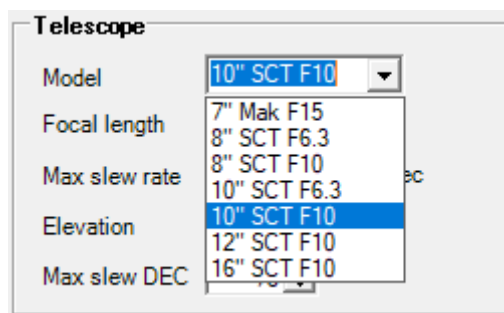 Telescope
Model
10" SCT F10
7" Mak F15
8" SCT F6.3
8" SCT F10
10" SCT F6.3
10" SCT F10
12" SCT F10
16" SCT F10
Focal length
Max slew rate
ec
Elevation
Max slew DEC